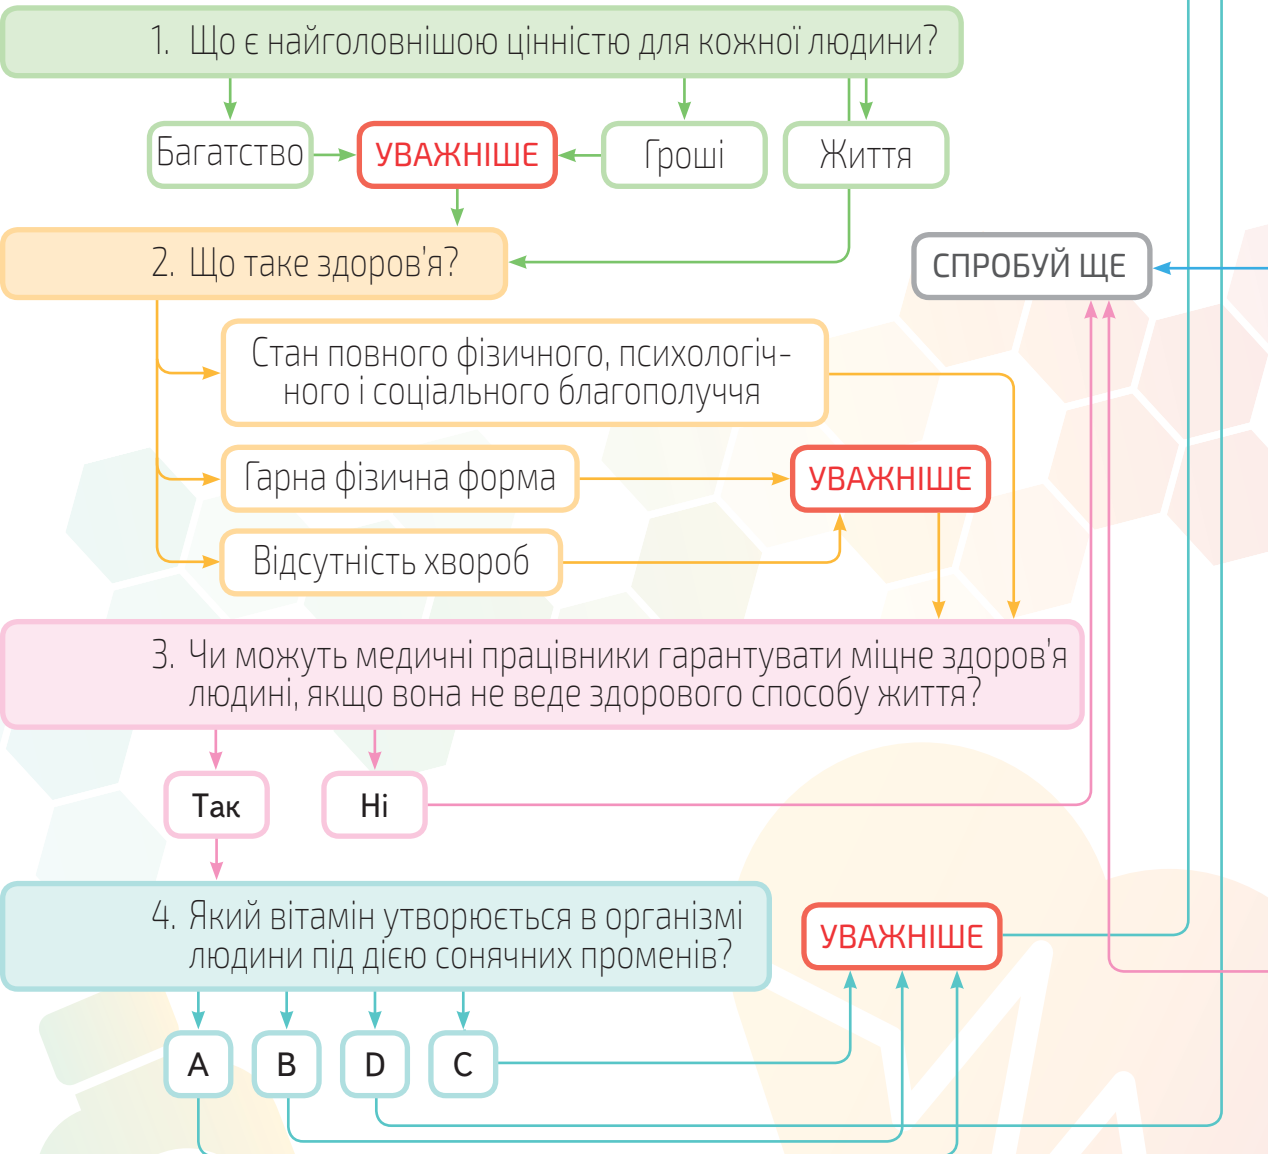 1. Що є найголовнішою цінністю для кожної людини?
Багатство
УВАЖНІШЕ
Гроші
Життя
2. Що таке здоров'я?
СПРОБУЙ ЩЕ
Стан повного фізичного, психологіч-
ного і соціального благополуччя
Гарна фізична форма
УВАЖНІШЕ
Відсутність хвороб
3. Чи можуть медичні працівники гарантувати міцне здоров'я
людині, якщо вона не веде здорового способу життя?
Так
Ні
4. Який вітамін утворюється в організмі
людини під дією сонячних променів?
УВАЖНІШЕ
A
B
D
C